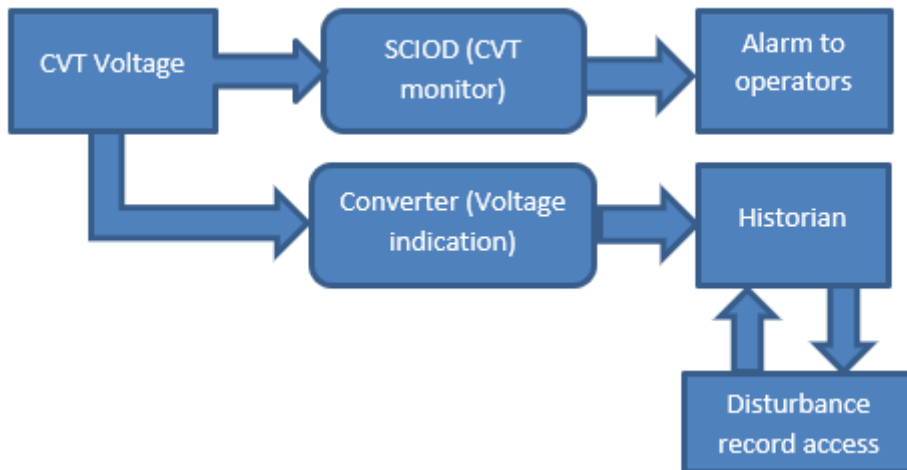 CVT Voltage
SCIOD (CVT
monitor)
Alarm to
operators
Converter (Voltage
indication)
Historian
Disturbance
record access